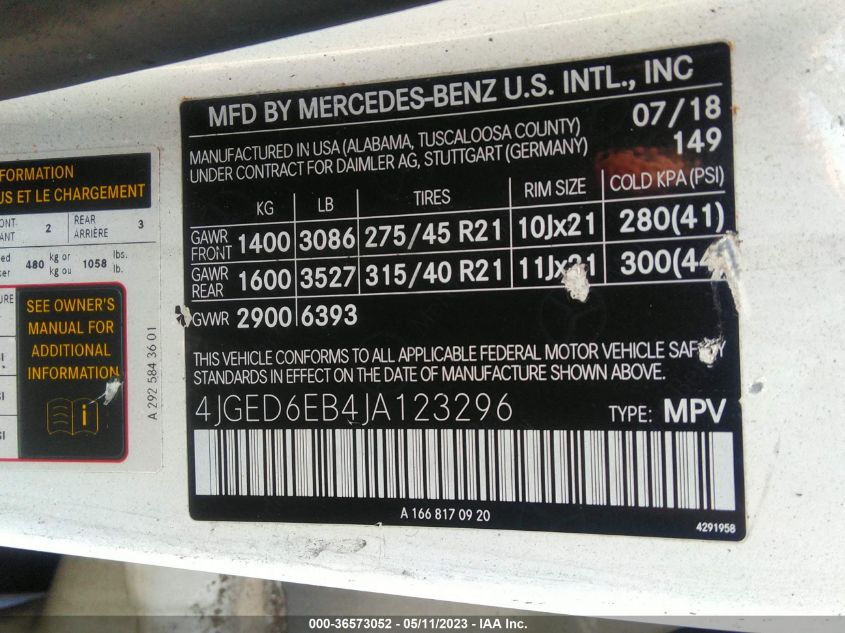 MFD BY MERCEDES-BENZ U.S. INTL., INC
MANUFACTURED IN USA (ALABAMA, TUSCALOOSA COUNTY) 07/18
UNDER CONTRACT FOR DAIMLER AG, STUTTGART (GERMANY) 149
KG LB TIRES RIM SIZE COLD KPA (PSI)
GAWR FRONT 1400 3086 275/45 R21 10Jx21 280(41)
GAWR REAR 1600 3527 315/40 R21 11Jx21 300(44
GVWR 2900 6393
THIS VEHICLE CONFORMS TO ALL APPLICABLE FEDERAL MOTOR VEHICLE SAFETY
STANDARDS IN EFFECT ON THE DATE OF MANUFACTURE SHOWN ABOVE.
4JGED6EB4JA123296 TYPE: MPV
A 166 817 09 20
4291958
FORMATION
US ET LE CHARGEMENT
2 REAR ARRIÈRE 3
480 kg or kg ou 1058 lbs. lb.
SEE OWNER'S
MANUAL FOR
ADDITIONAL
INFORMATION
A 292 584 36 01
000-36573052 - 05/11/2023 - IAA Inc.